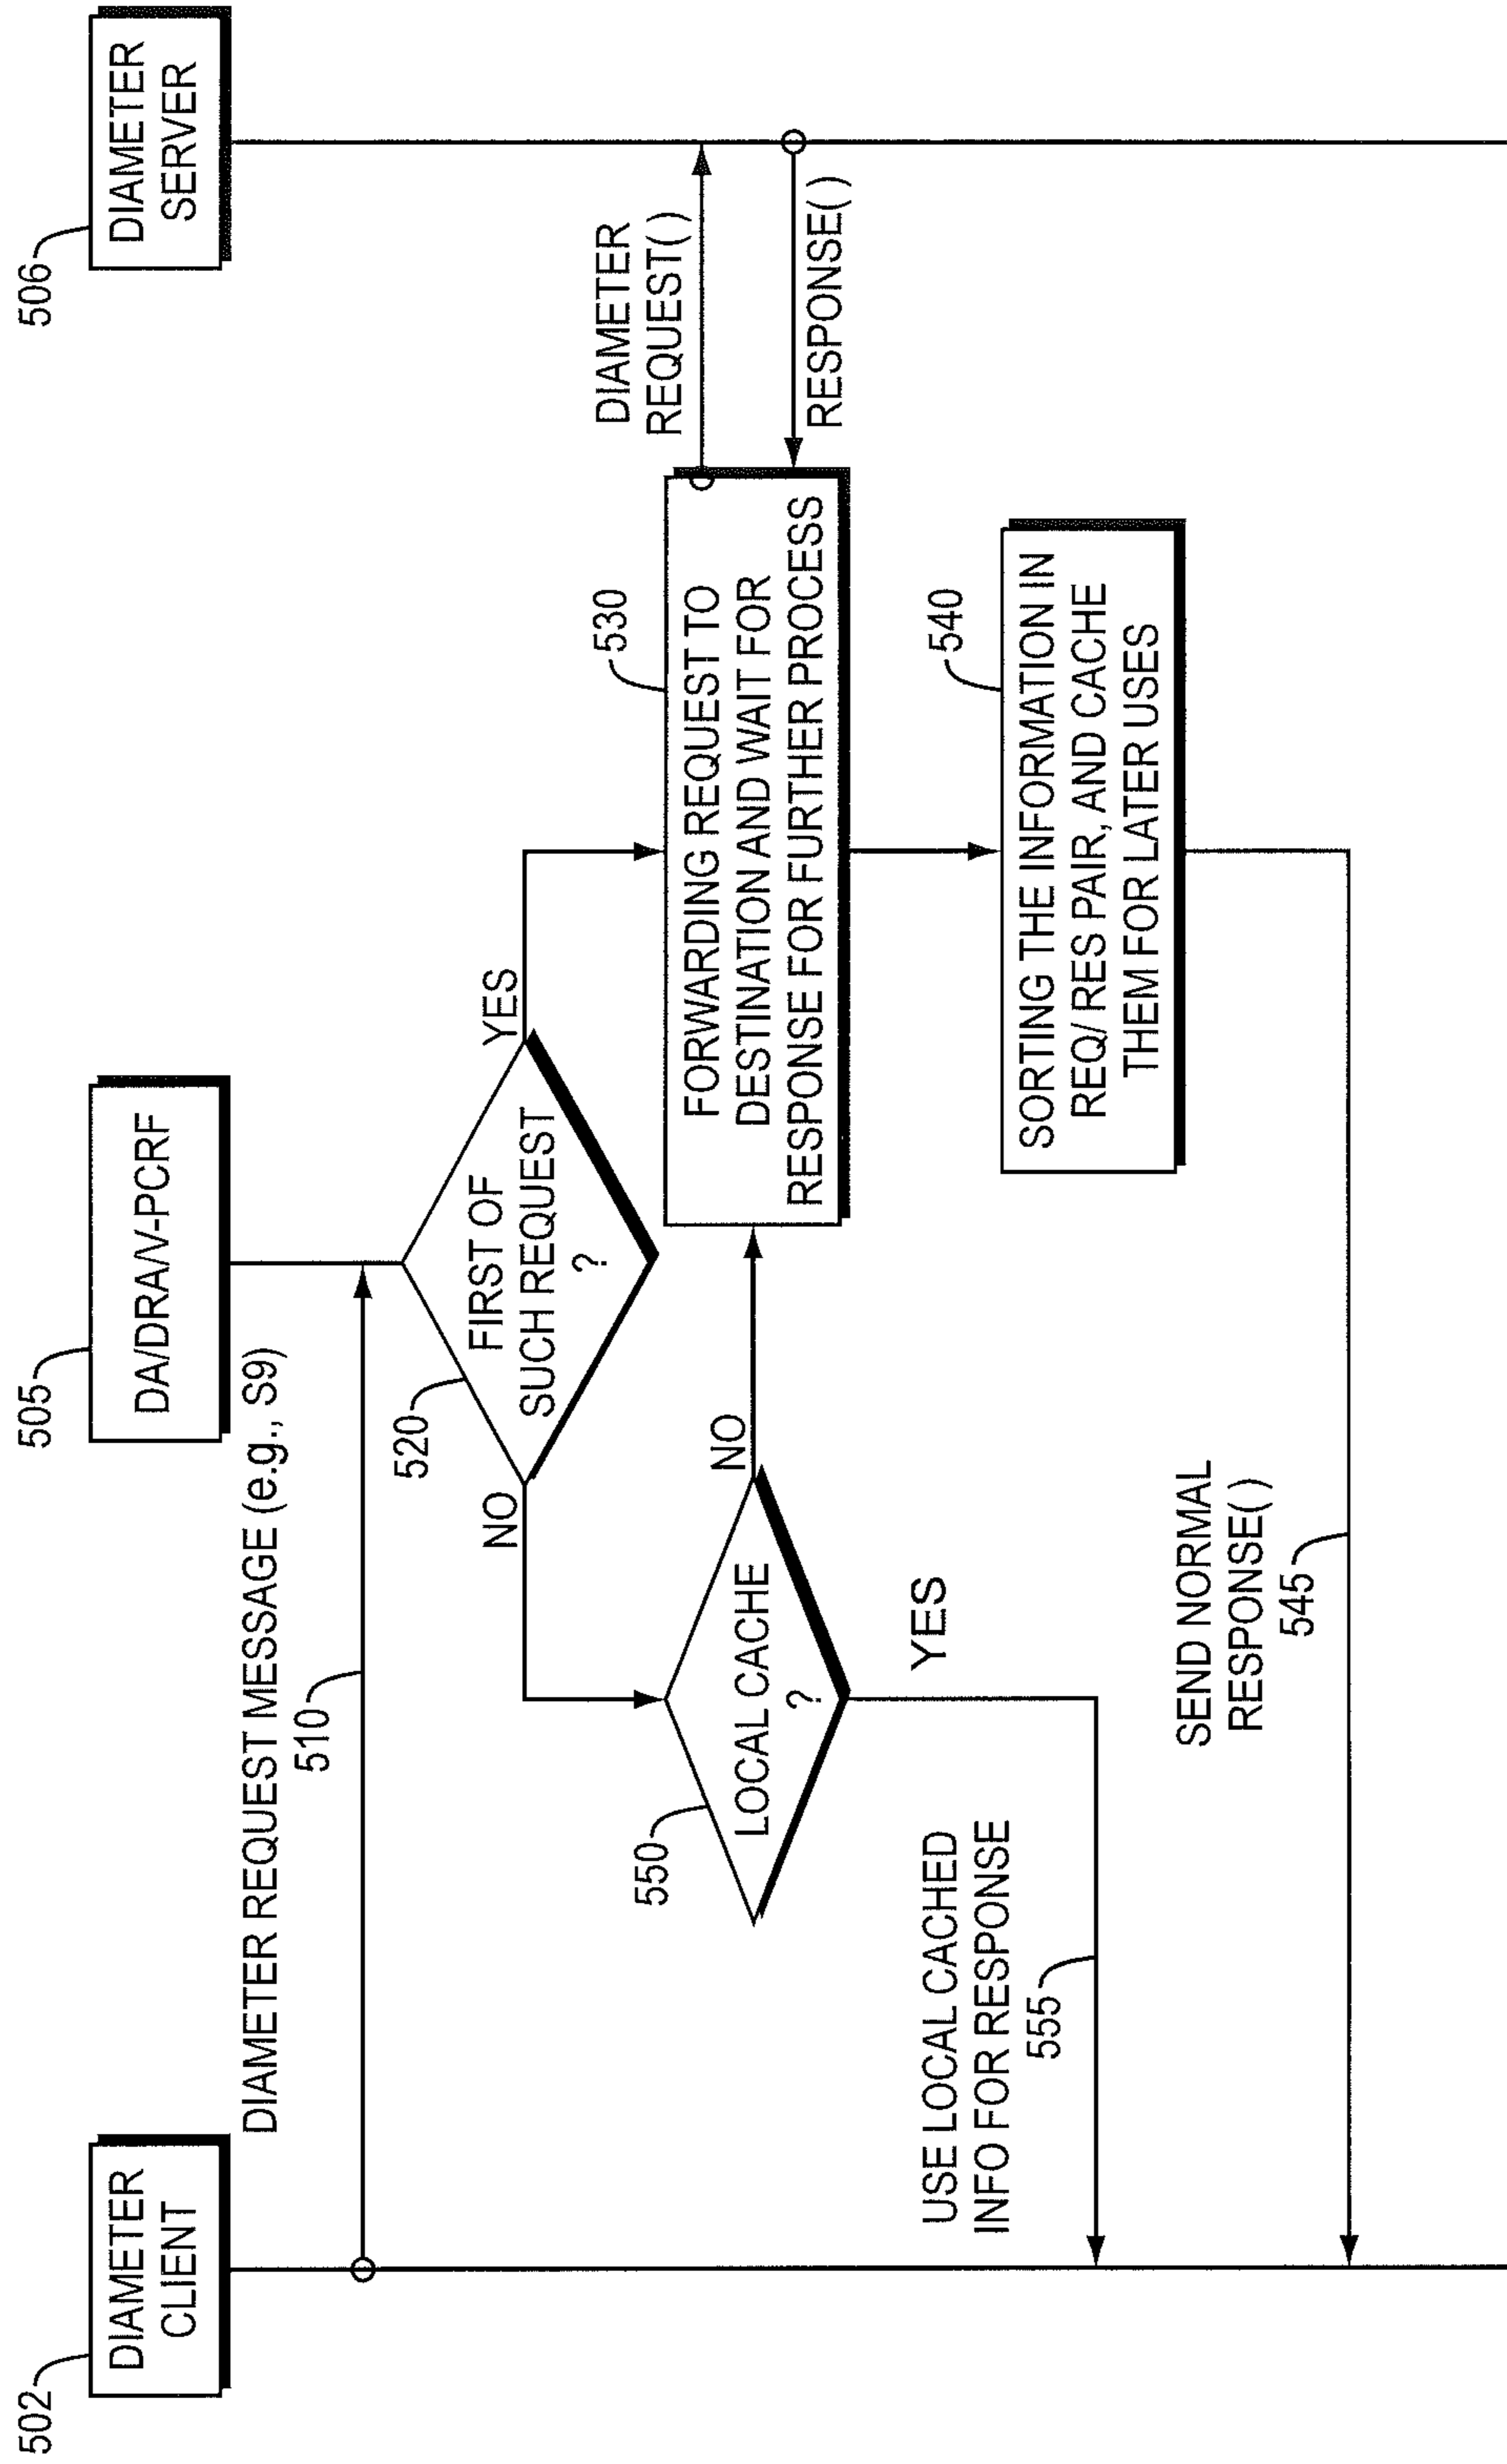 502
DIAMETER
CLIENT
505
DA/DRA/V-PCRF
506
DIAMETER
SERVER
DIAMETER REQUEST MESSAGE (e.g., S9)
510
520
FIRST OF
SUCH REQUEST
?
NO
YES
550
LOCAL CACHE
?
NO
YES
530
FORWARDING REQUEST TO
DESTINATION AND WAIT FOR
RESPONSE FOR FURTHER PROCESS
DIAMETER
REQUEST( )
RESPONSE( )
540
SORTING THE INFORMATION IN
REQ/ RES PAIR, AND CACHE
THEM FOR LATER USES
USE LOCAL CACHED
INFO FOR RESPONSE
555
SEND NORMAL
RESPONSE( )
545